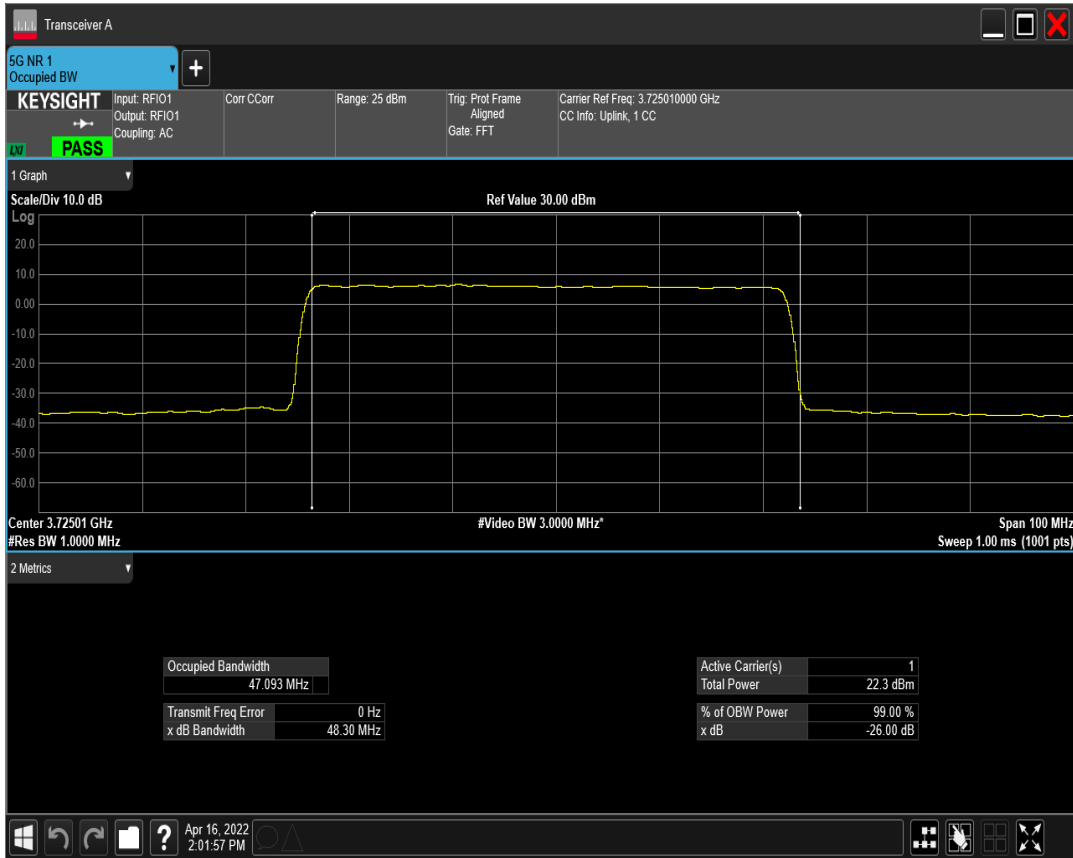 Transceiver A
5G NR 1
Occupied BW
KEYSIGHT
LXI
PASS
Input: RFIO1
Output: RFIO1
Coupling: AC
Corr CCorr
Range: 25 dBm
Trig: Prot Frame
Aligned
Gate: FFT
Carrier Ref Freq: 3.725010000 GHz
CC Info: Uplink, 1 CC
1 Graph
Scale/Div 10.0 dB
Ref Value 30.00 dBm
Log
20.0
10.0
0.00
-10.0
-20.0
-30.0
-40.0
-50.0
-60.0
Center 3.72501 GHz
#Video BW 3.0000 MHz*
Span 100 MHz
#Res BW 1.0000 MHz
Sweep 1.00 ms (1001 pts)
2 Metrics
Occupied Bandwidth
47.093 MHz
Transmit Freq Error 0 Hz
x dB Bandwidth 48.30 MHz
Active Carrier(s) 1
Total Power 22.3 dBm
% of OBW Power 99.00 %
x dB -26.00 dB
Apr 16, 2022
2:01:57 PM